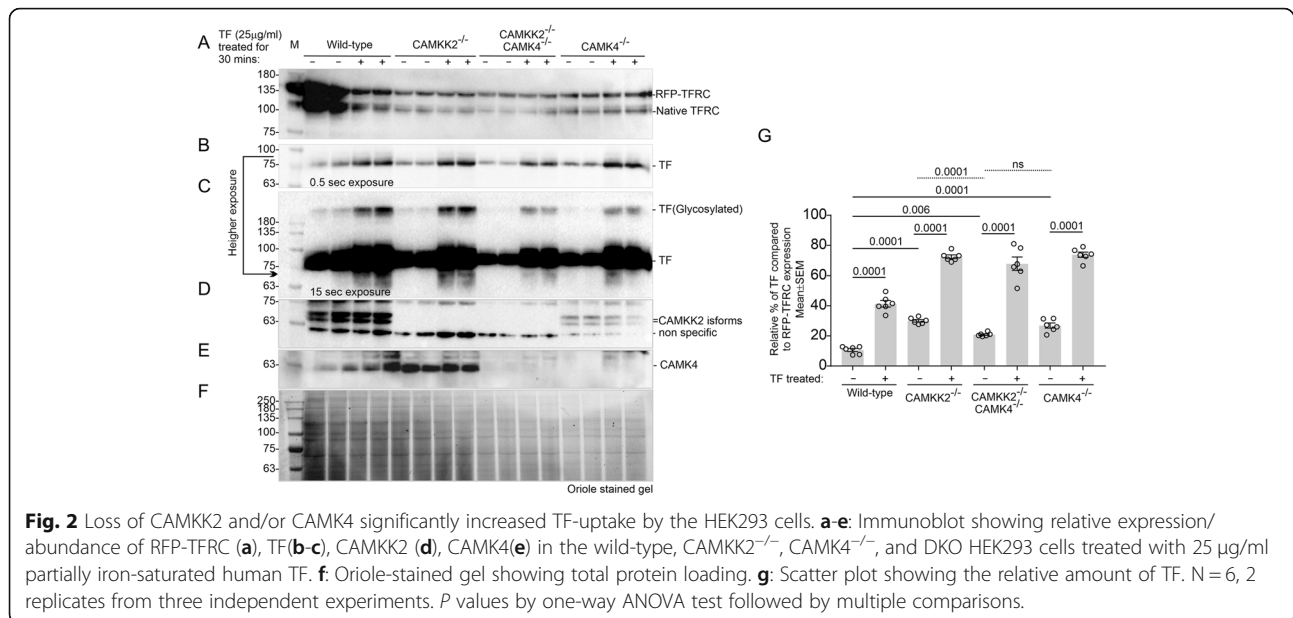 A
TF (25µg/ml)
treated for
30 mins:
M
Wild-type
CAMKK2-/-
CAMKK2-/-
CAMK4-/-
CAMK4-/-
− − + + − − + + − − + + − − + +
180-
135-
100-
75-
-RFP-TFRC
-Native TFRC
B
75-
63-
- TF
0.5 sec exposure
C
Heigher exposure
180-
135-
100-
75-
63-
-TF(Glycosylated)
- TF
15 sec exposure
D
75-
63-
=CAMKK2 isforms
- non specific
E
63-
- CAMK4
F
250-
180-
135-
100-
75-
63-
Oriole stained gel
G
0.0001 ns
0.0001
0.006
0.0001 0.0001 0.0001 0.0001
0.0001
Relative % of TF compared
to RFP-TFRC expression
Mean±SEM
100
80
60
40
20
0
TF treated: − + − + − + − +
Wild-type CAMKK2-/- CAMKK2-/- CAMK4-/-
CAMK4-/-
Fig. 2 Loss of CAMKK2 and/or CAMK4 significantly increased TF-uptake by the HEK293 cells. a-e: Immunoblot showing relative expression/
abundance of RFP-TFRC (a), TF(b-c), CAMKK2 (d), CAMK4(e) in the wild-type, CAMKK2−/−, CAMK4−/−, and DKO HEK293 cells treated with 25 µg/ml
partially iron-saturated human TF. f: Oriole-stained gel showing total protein loading. g: Scatter plot showing the relative amount of TF. N = 6, 2
replicates from three independent experiments. P values by one-way ANOVA test followed by multiple comparisons.